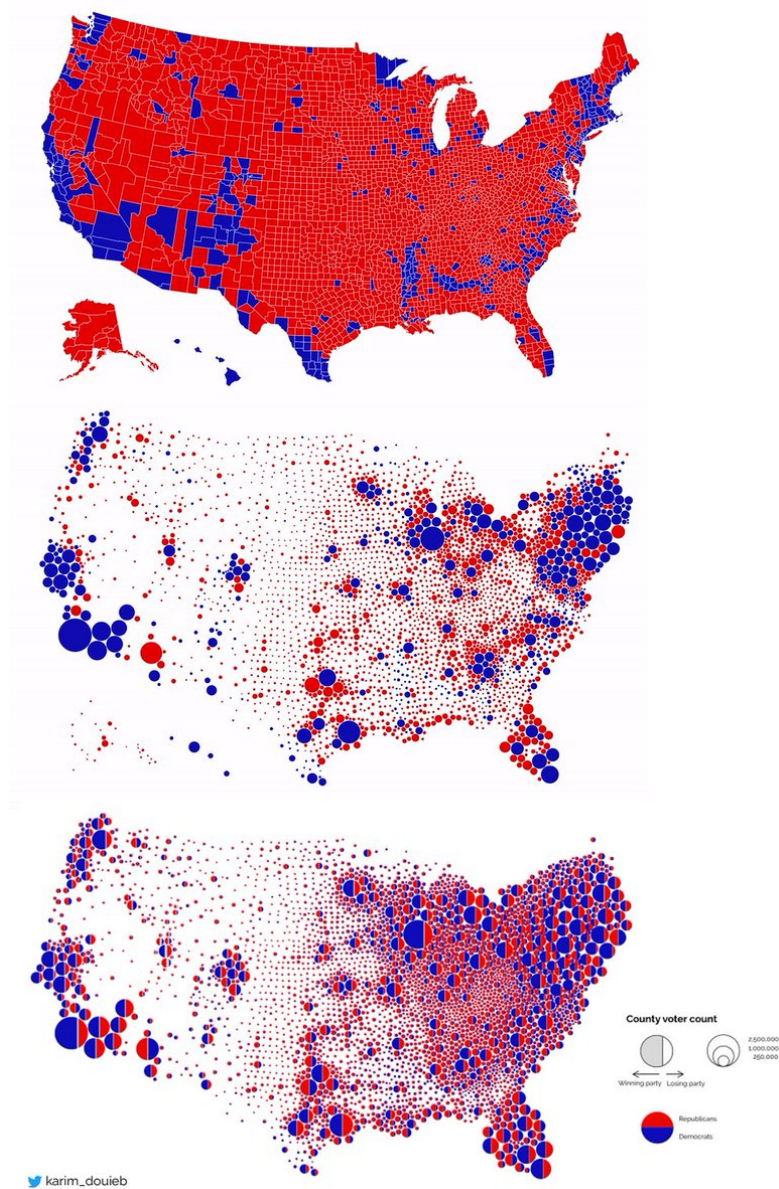 County voter count
2,500,000
1,000,000
250,000
Winning party Losing party
Republicans
Democrats
karim_douieb